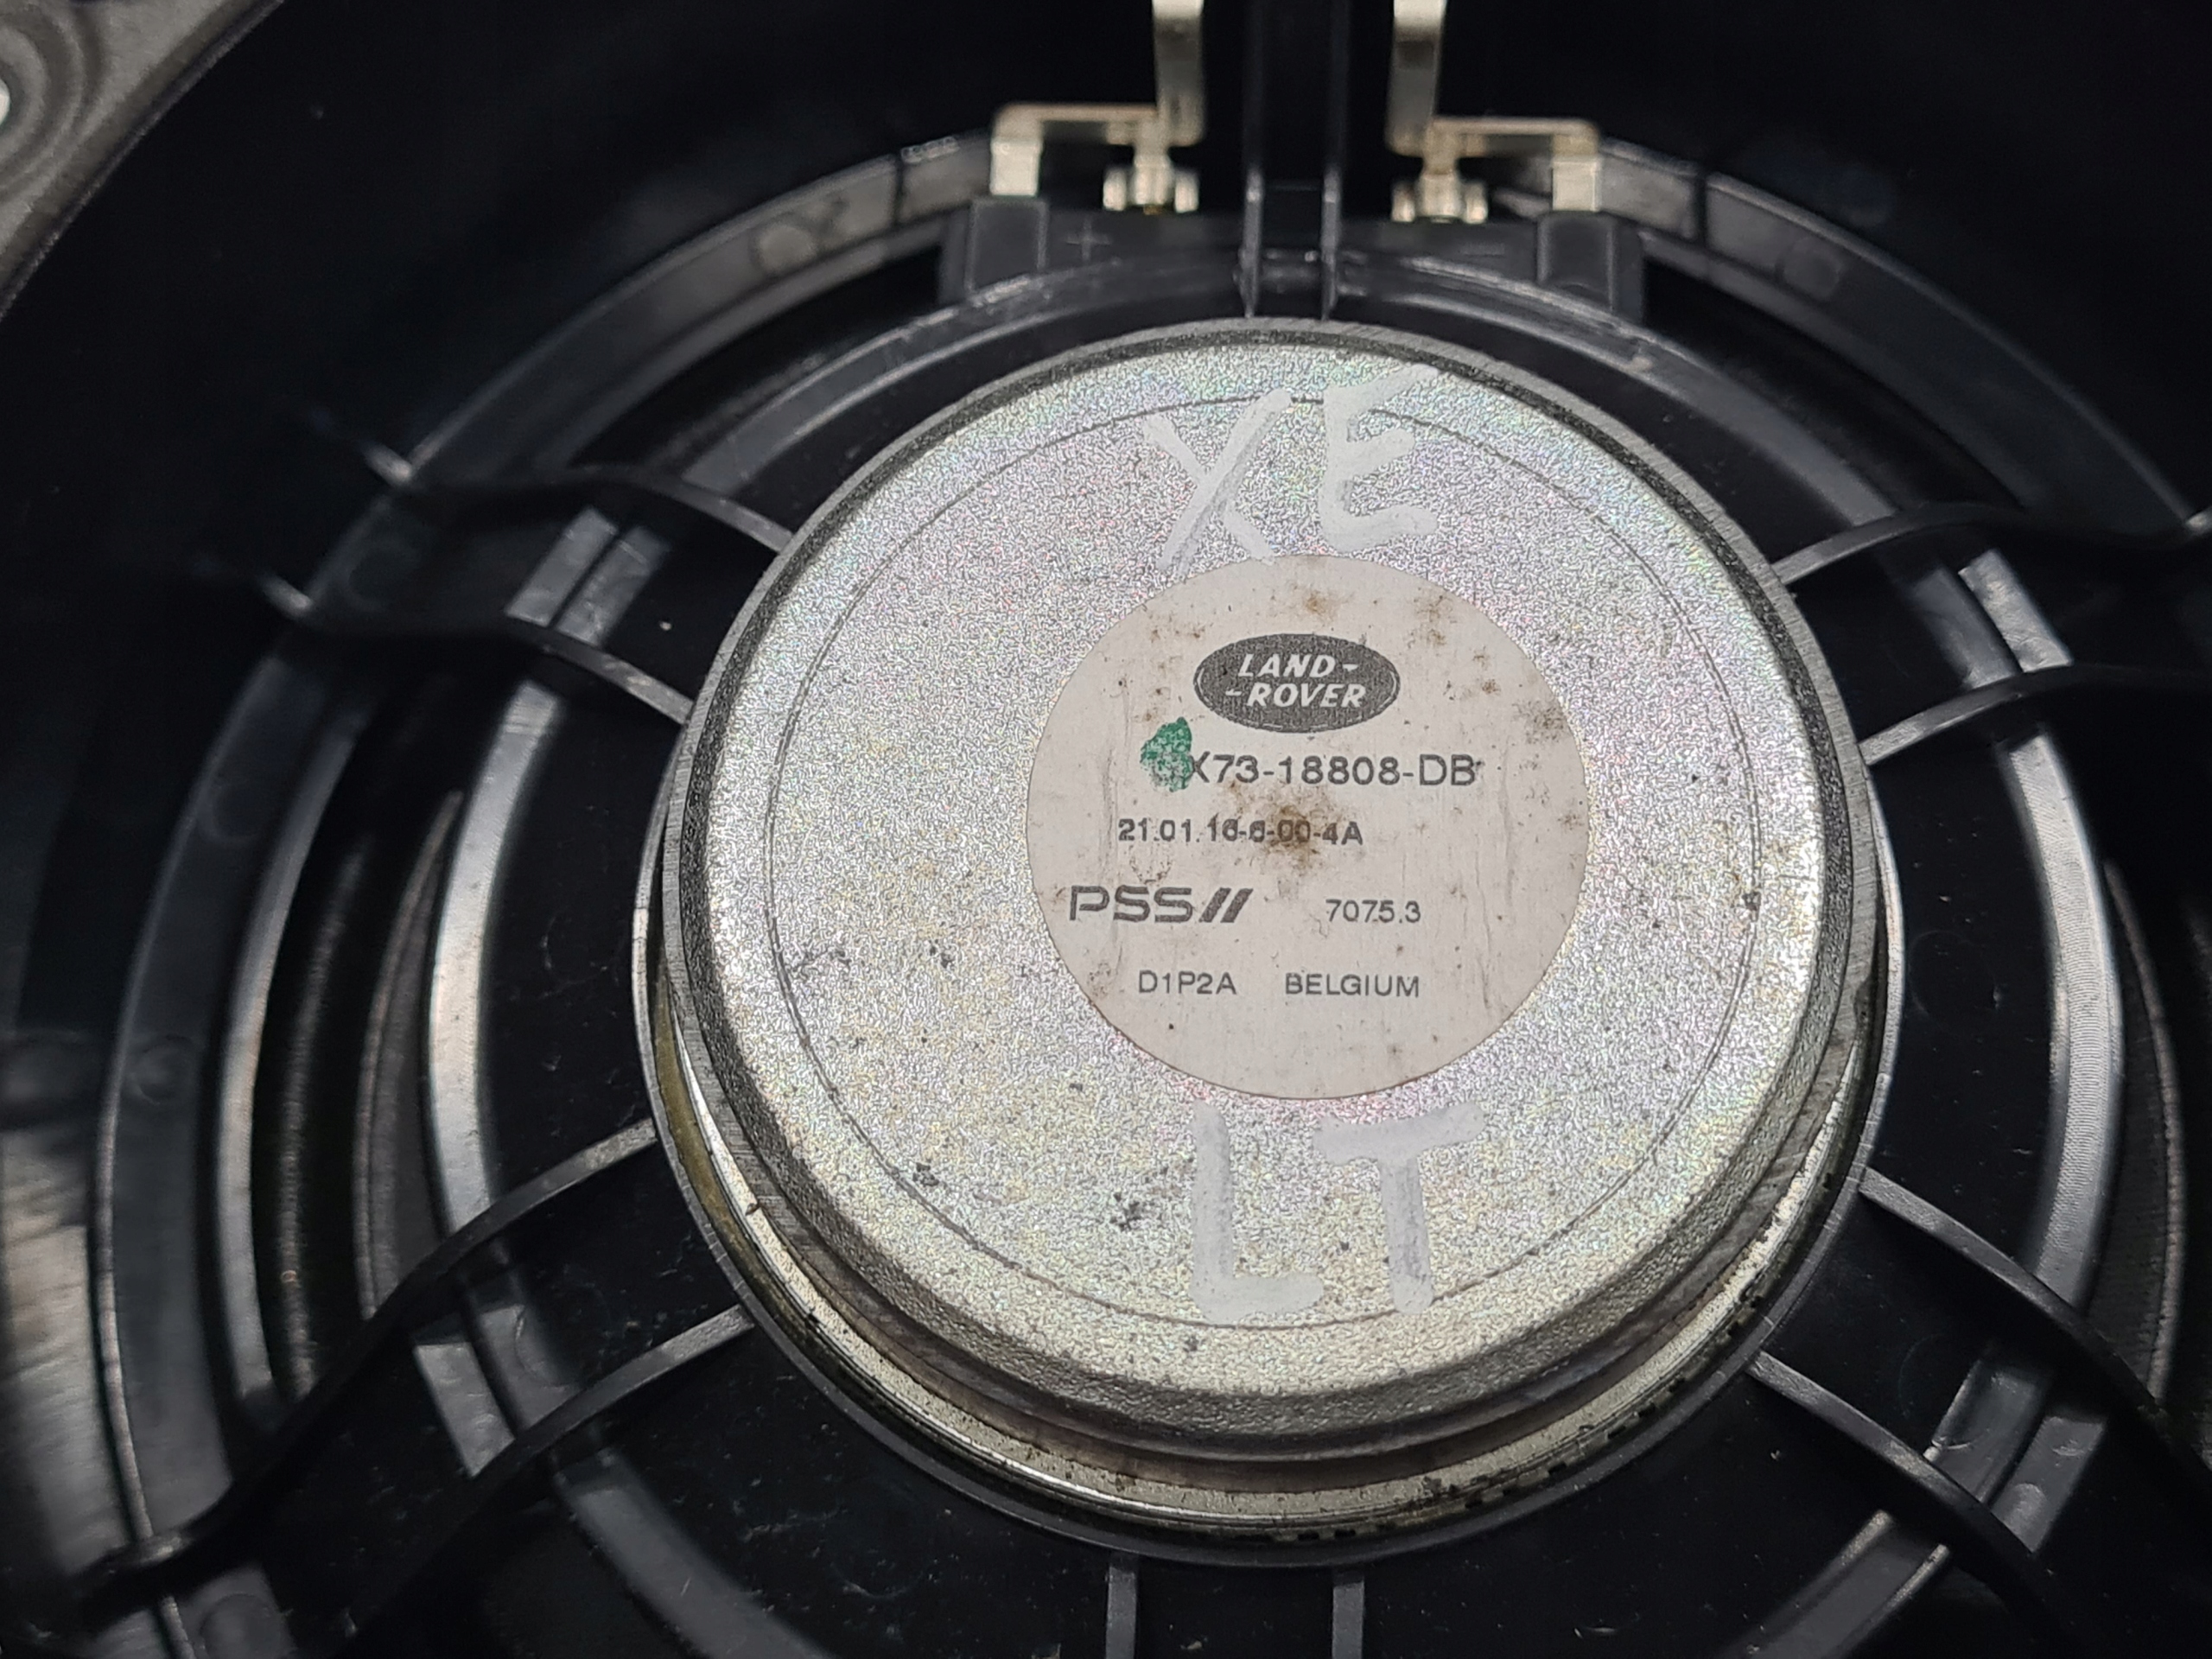 + -
XE
LAND-
-ROVER
X73-18808-DB
21.01.16-6-00-4A
PSS// 7075.3
D1P2A BELGIUM
LT